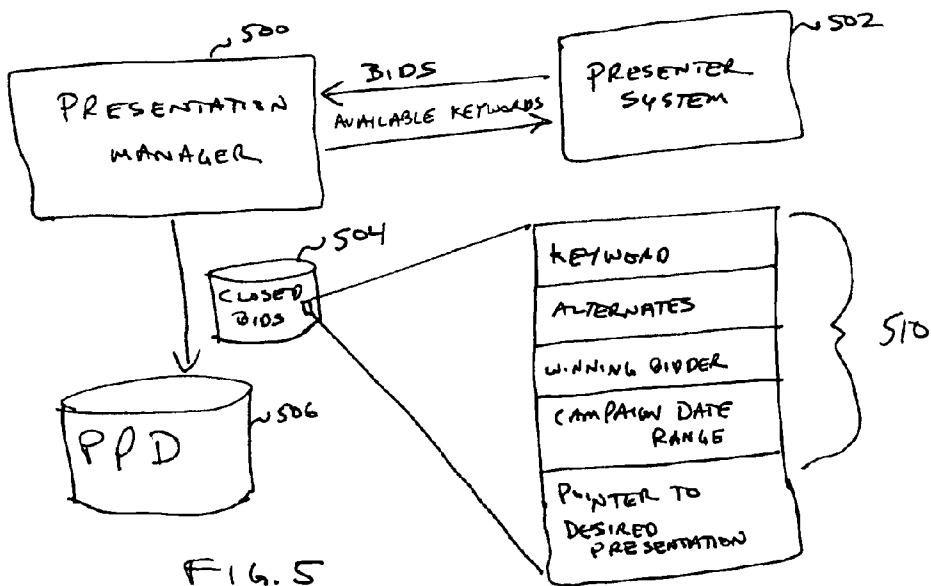 500
PRESENTATION
MANAGER
BIDS
AVAILABLE KEYWORDS
502
PRESENTER
SYSTEM
504
CLOSED
BIDS
506
PPD
KEYWORD
ALTERNATES
WINNING BIDDER
CAMPAIGN DATE
RANGE
POINTER TO
DESIRED
PRESENTATION
510
FIG. 5